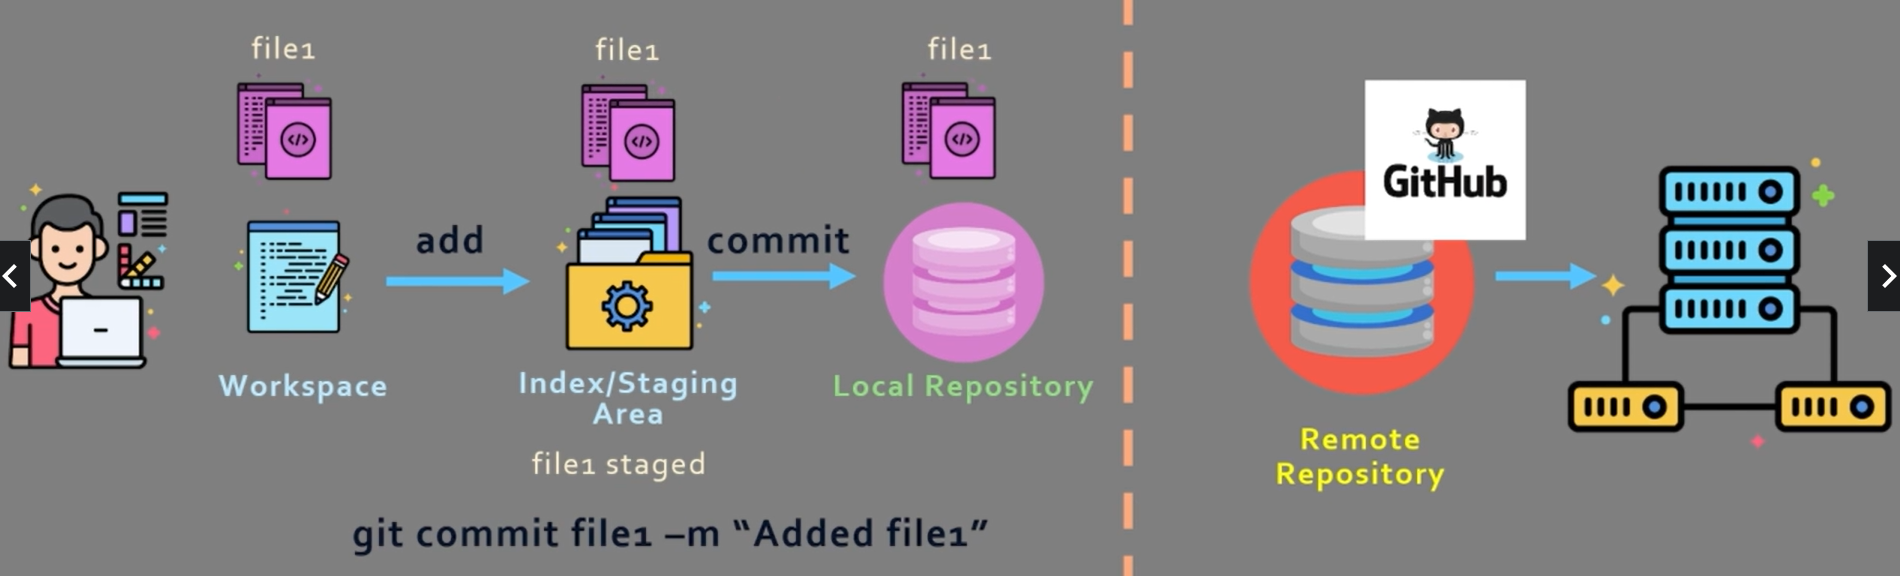 file1
file1
file1
GitHub
add
commit
Workspace
Index/Staging
Area
Local Repository
file1 staged
Remote
Repository
git commit file1 –m “Added file1”